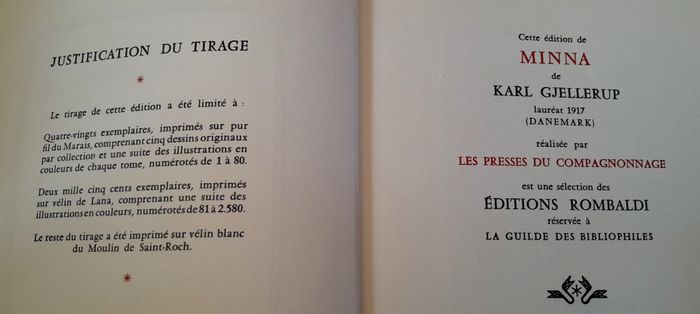 JUSTIFICATION DU TIRAGE
Le tirage de cette édition a été limité à :
Quatre-vingts exemplaires, imprimés sur pur
fil du Marais, comprenant cinq dessins originaux
par collection et une suite des illustrations en
couleurs de chaque tome, numérotés de 1 à 80.
Deux mille cinq cents exemplaires, imprimés
sur vélin de Lana, comprenant une suite des
illustrations en couleurs, numérotés de 81 à 2.580.
Le reste du tirage a été imprimé sur vélin blanc
du Moulin de Saint-Roch.
Cette édition de
MINNA
de
KARL GJELLERUP
lauréat 1917
(DANEMARK)
réalisée par
LES PRESSES DU COMPAGNONNAGE
est une sélection des
ÉDITIONS ROMBALDI
réservée à
LA GUILDE DES BIBLIOPHILES